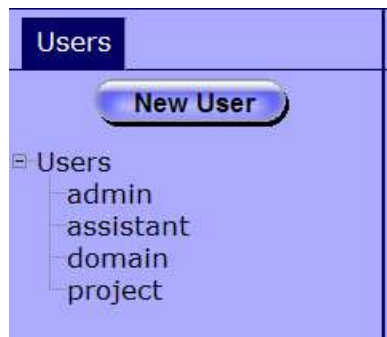 Users
New User
Users
admin
assistant
domain
project